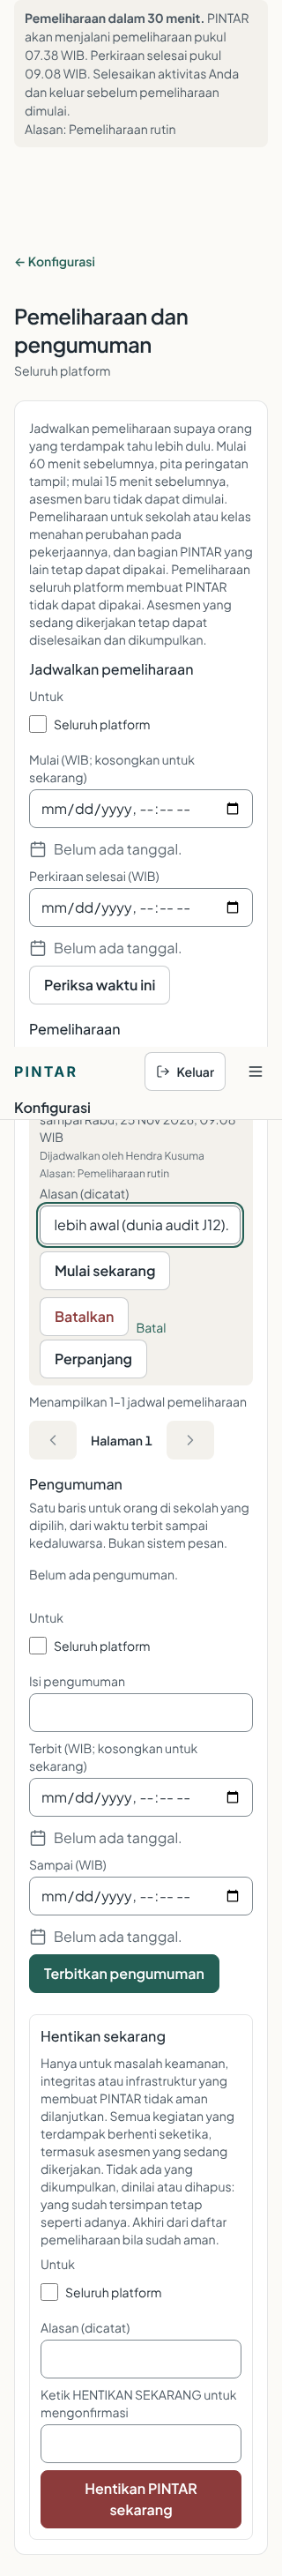 Pemeliharaan dalam 30 menit. PINTAR
akan menjalani pemeliharaan pukul
07.38 WIB. Perkiraan selesai pukul
09.08 WIB. Selesaikan aktivitas Anda
dan keluar sebelum pemeliharaan
dimulai.
Alasan: Pemeliharaan rutin
← Konfigurasi
Pemeliharaan dan
pengumuman
Seluruh platform
Jadwalkan pemeliharaan supaya orang
yang terdampak tahu lebih dulu. Mulai
60 menit sebelumnya, pita peringatan
tampil; mulai 15 menit sebelumnya,
asesmen baru tidak dapat dimulai.
Pemeliharaan untuk sekolah atau kelas
menahan perubahan pada
pekerjaannya, dan bagian PINTAR yang
lain tetap dapat dipakai. Pemeliharaan
seluruh platform membuat PINTAR
tidak dapat dipakai. Asesmen yang
sedang dikerjakan tetap dapat
diselesaikan dan dikumpulkan.
Jadwalkan pemeliharaan
Untuk
Seluruh platform
Mulai (WIB; kosongkan untuk
sekarang)
mm/dd/yyyy, --:-- --
Belum ada tanggal.
Perkiraan selesai (WIB)
mm/dd/yyyy, --:-- --
Belum ada tanggal.
Periksa waktu ini
Pemeliharaan
PINTAR
Keluar
Konfigurasi
sampai Rabu, 25 Nov 2026, 09.08
WIB
Dijadwalkan oleh Hendra Kusuma
Alasan: Pemeliharaan rutin
Alasan (dicatat)
lebih awal (dunia audit J12).
Mulai sekarang
Batalkan
Batal
Perpanjang
Menampilkan 1–1 jadwal pemeliharaan
Halaman 1
Pengumuman
Satu baris untuk orang di sekolah yang
dipilih, dari waktu terbit sampai
kedaluwarsa. Bukan sistem pesan.
Belum ada pengumuman.
Untuk
Seluruh platform
Isi pengumuman
Terbit (WIB; kosongkan untuk
sekarang)
mm/dd/yyyy, --:-- --
Belum ada tanggal.
Sampai (WIB)
mm/dd/yyyy, --:-- --
Belum ada tanggal.
Terbitkan pengumuman
Hentikan sekarang
Hanya untuk masalah keamanan,
integritas atau infrastruktur yang
membuat PINTAR tidak aman
dilanjutkan. Semua kegiatan yang
terdampak berhenti seketika,
termasuk asesmen yang sedang
dikerjakan. Tidak ada yang
dikumpulkan, dinilai atau dihapus:
yang sudah tersimpan tetap
seperti adanya. Akhiri dari daftar
pemeliharaan bila sudah aman.
Untuk
Seluruh platform
Alasan (dicatat)
Ketik HENTIKAN SEKARANG untuk
mengonfirmasi
Hentikan PINTAR
sekarang